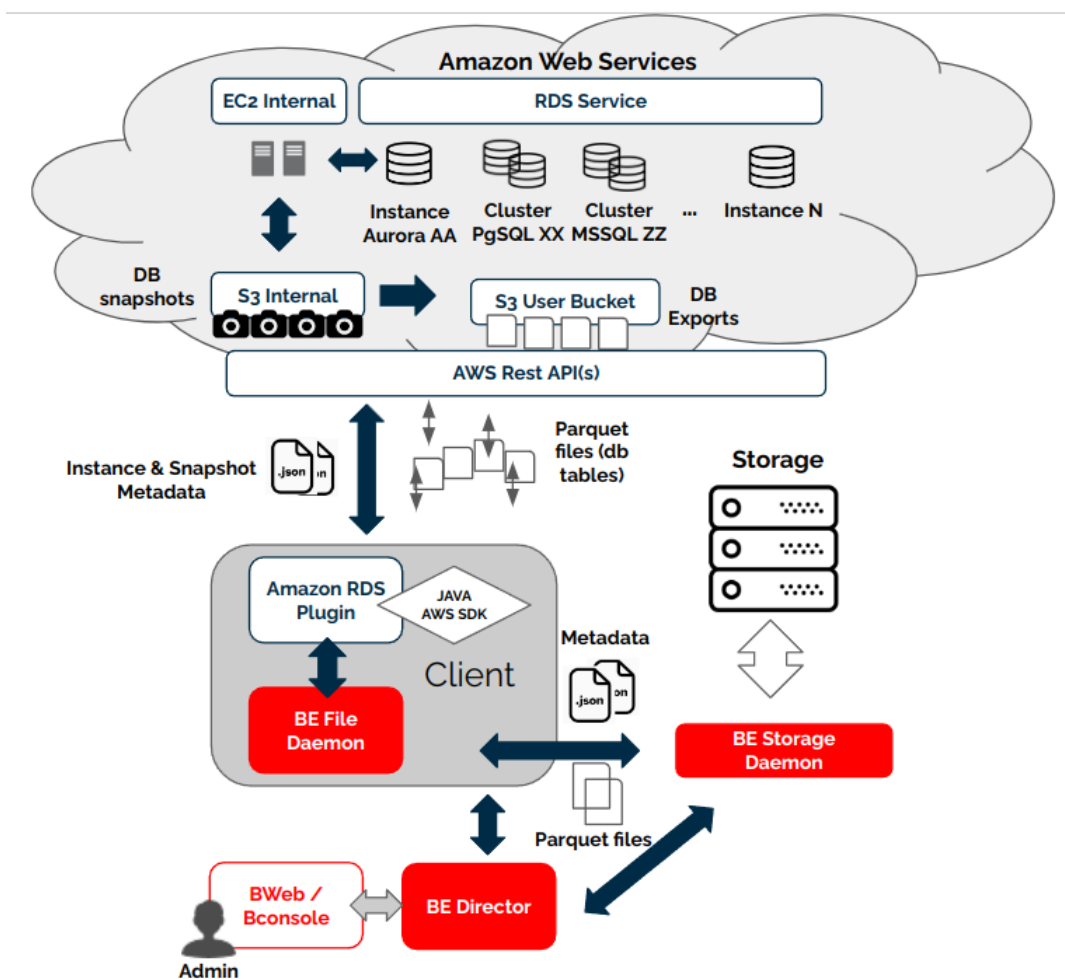 Amazon Web Services
EC2 Internal
RDS Service
Instance
Aurora AA
Cluster
PgSQL XX
Cluster
MSSQL ZZ
...
Instance N
DB
snapshots
S3 Internal
S3 User Bucket
DB
Exports
AWS Rest API(s)
Instance & Snapshot
Metadata
.json
on
Parquet
files (db
tables)
Storage
Amazon RDS
Plugin
JAVA
AWS SDK
Client
Metadata
.json
on
BE File
Daemon
BE Storage
Daemon
Parquet files
BWeb /
Bconsole
BE Director
Admin